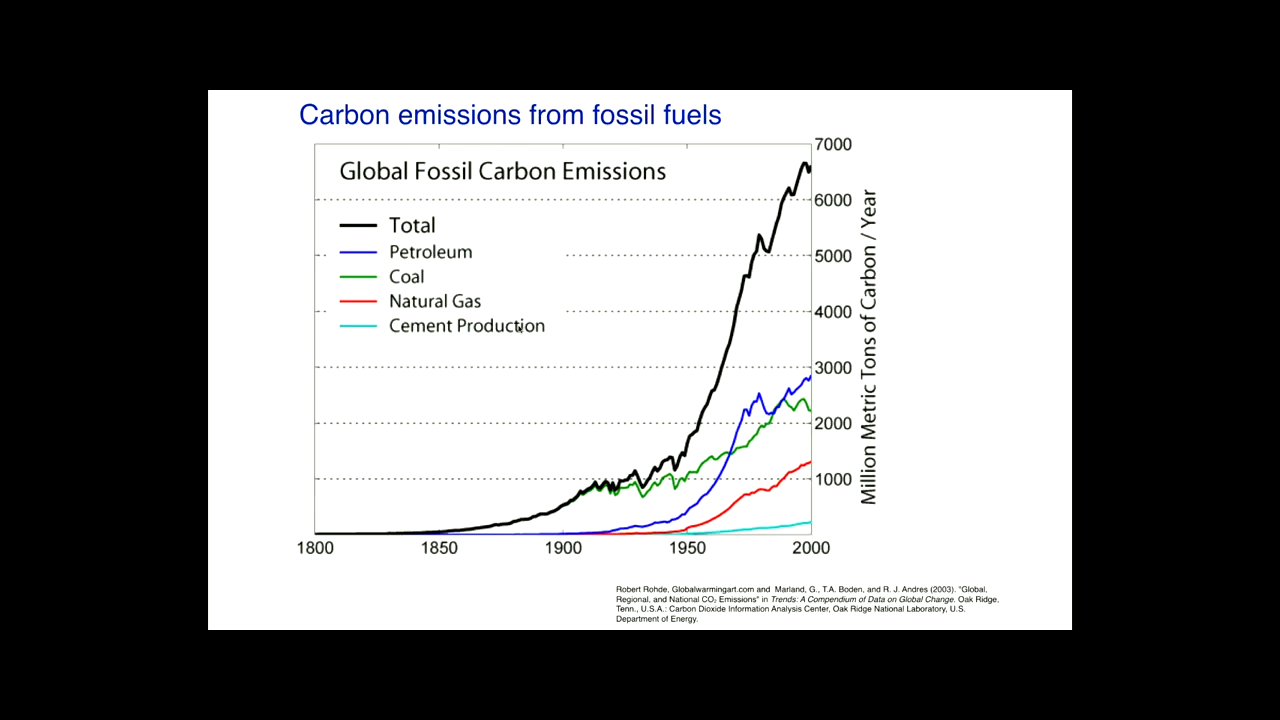 Carbon emissions from fossil fuels
Global Fossil Carbon Emissions
Total
Petroleum
Coal
Natural Gas
Cement Production
7000
6000
5000
4000
3000
2000
1000
Million Metric Tons of Carbon / Year
1800
1850
1900
1950
2000
Robert Rohde, Globalwarmingart.com and Marland, G., T.A. Boden, and R. J. Andres (2003). "Global,
Regional, and National CO₂ Emissions" in Trends: A Compendium of Data on Global Change. Oak Ridge,
Tenn., U.S.A.: Carbon Dioxide Information Analysis Center, Oak Ridge National Laboratory, U.S.
Department of Energy.